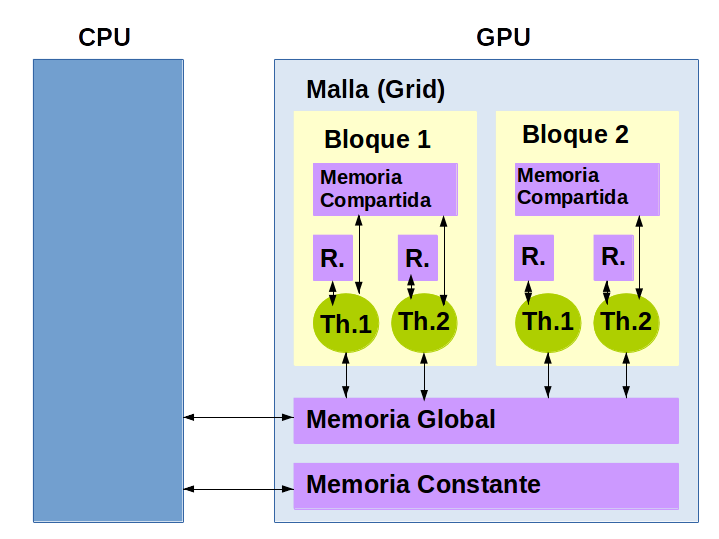 CPU
GPU
Malla (Grid)
Bloque 1
Memoria
Compartida
R.
R.
Th.1
Th.2
Bloque 2
Memoria
Compartida
R.
R.
Th.1
Th.2
Memoria Global
Memoria Constante